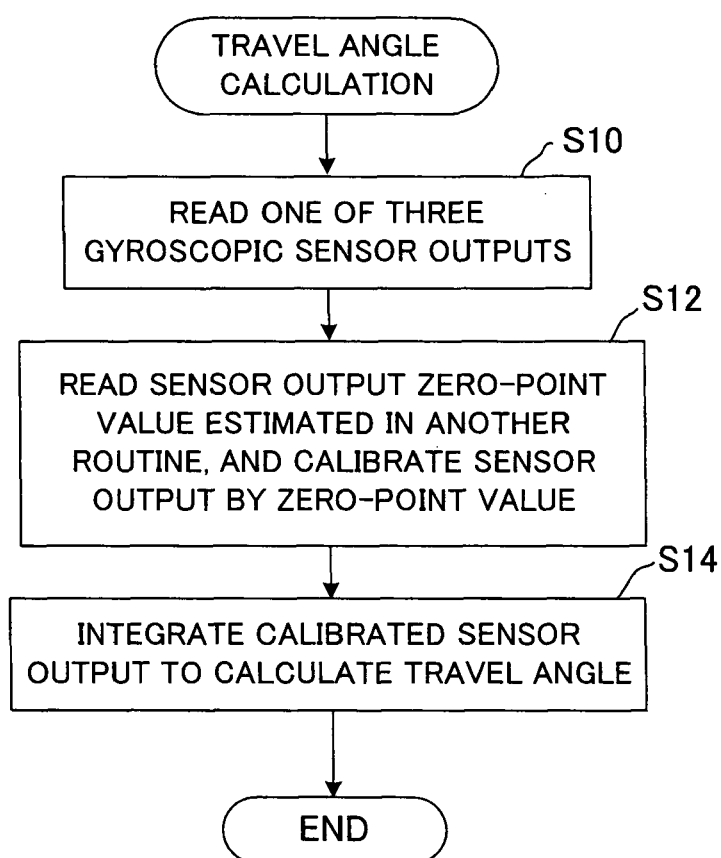 TRAVEL ANGLE
CALCULATION
S10
READ ONE OF THREE
GYROSCOPIC SENSOR OUTPUTS
S12
READ SENSOR OUTPUT ZERO-POINT
VALUE ESTIMATED IN ANOTHER
ROUTINE, AND CALIBRATE SENSOR
OUTPUT BY ZERO-POINT VALUE
S14
INTEGRATE CALIBRATED SENSOR
OUTPUT TO CALCULATE TRAVEL ANGLE
END